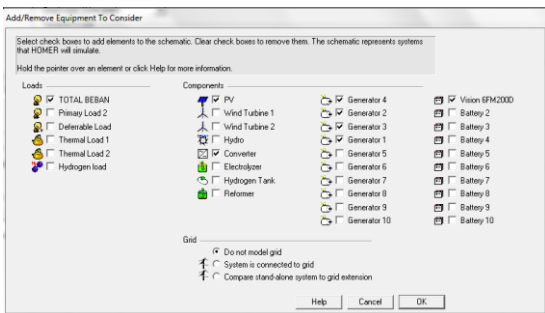 Add/Remove Equipment To Consider
Select check boxes to add elements to the schematic. Clear check boxes to remove them. The schematic represents systems
that HOMER will simulate.
Hold the pointer over an element or click Help for more information.
Loads
TOTAL BEBAN
Primary Load 2
Deferrable Load
Thermal Load 1
Thermal Load 2
Hydrogen load
Components
PV
Wind Turbine 1
Wind Turbine 2
Hydro
Converter
Electrolyzer
Hydrogen Tank
Reformer
Generator 4
Generator 2
Generator 3
Generator 1
Generator 5
Generator 6
Generator 7
Generator 8
Generator 9
Generator 10
Vision 6FM200D
Battery 2
Battery 3
Battery 4
Battery 5
Battery 6
Battery 7
Battery 8
Battery 9
Battery 10
Grid
Do not model grid
System is connected to grid
Compare stand-alone system to grid extension
Help Cancel OK